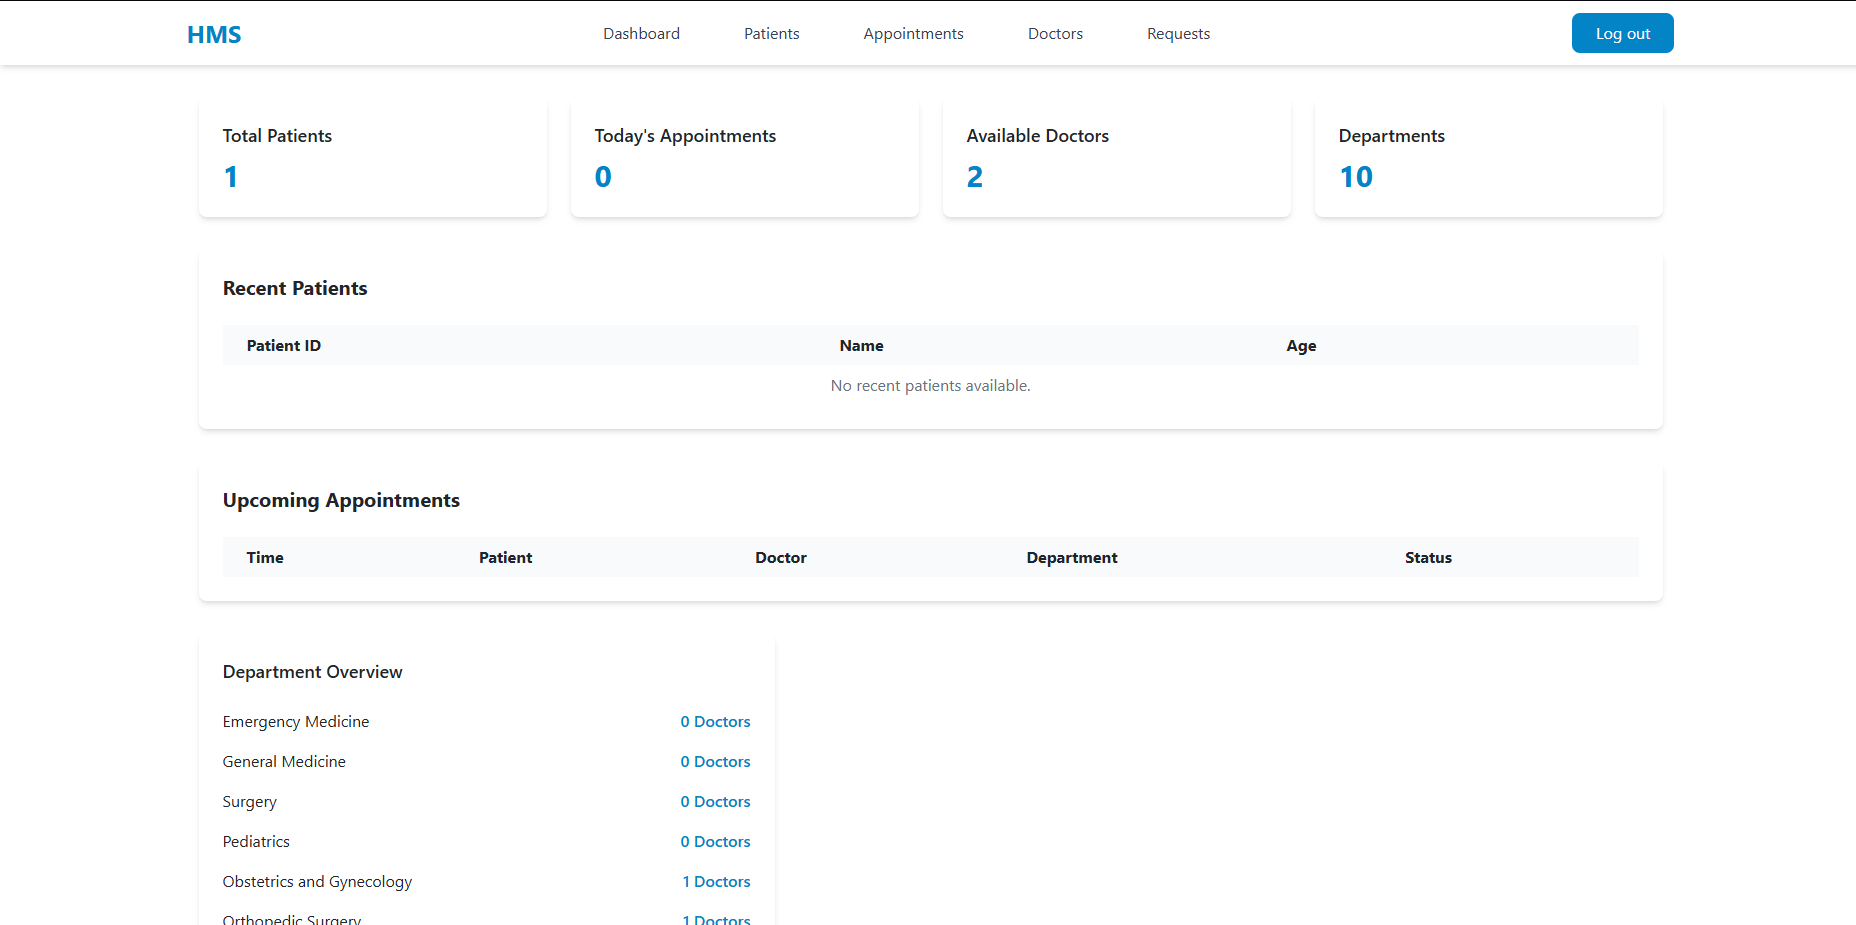 HMS Dashboard Patients Appointments Doctors Requests Log out
Total Patients Today's Appointments Available Doctors Departments
1 0 2 10
Recent Patients
Patient ID Name Age
No recent patients available.
Upcoming Appointments
Time Patient Doctor Department Status
Department Overview
Emergency Medicine 0 Doctors
General Medicine 0 Doctors
Surgery 0 Doctors
Pediatrics 0 Doctors
Obstetrics and Gynecology 1 Doctors
Orthopedic Surgery 1 Doctors